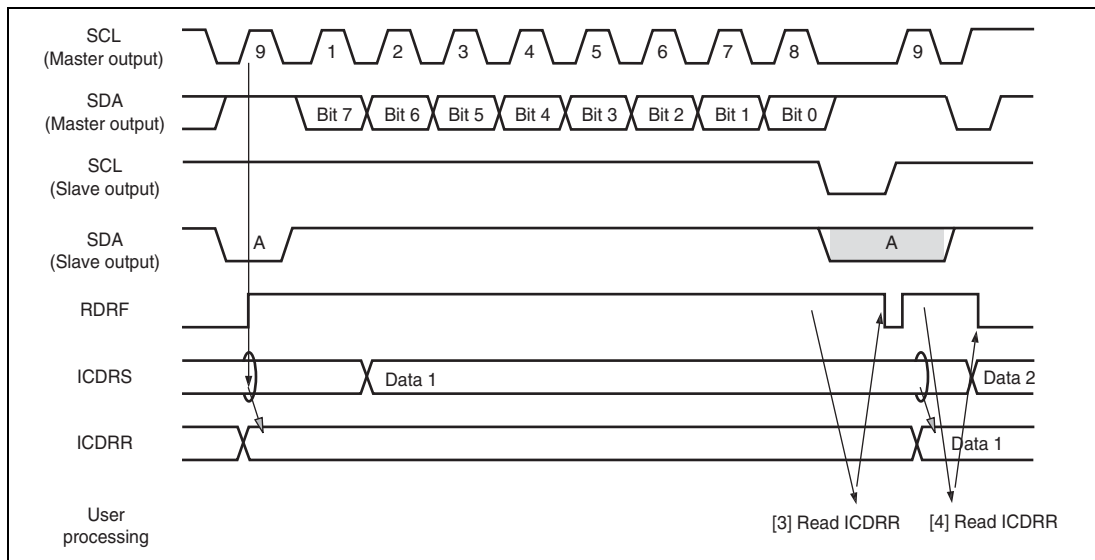 SCL
(Master output)
9 1 2 3 4 5 6 7 8 9
SDA
(Master output)
Bit 7 Bit 6 Bit 5 Bit 4 Bit 3 Bit 2 Bit 1 Bit 0
SCL
(Slave output)
SDA
(Slave output)
A A
RDRF
ICDRS
Data 1 Data 2
ICDRR
Data 1
User
processing
[3] Read ICDRR [4] Read ICDRR